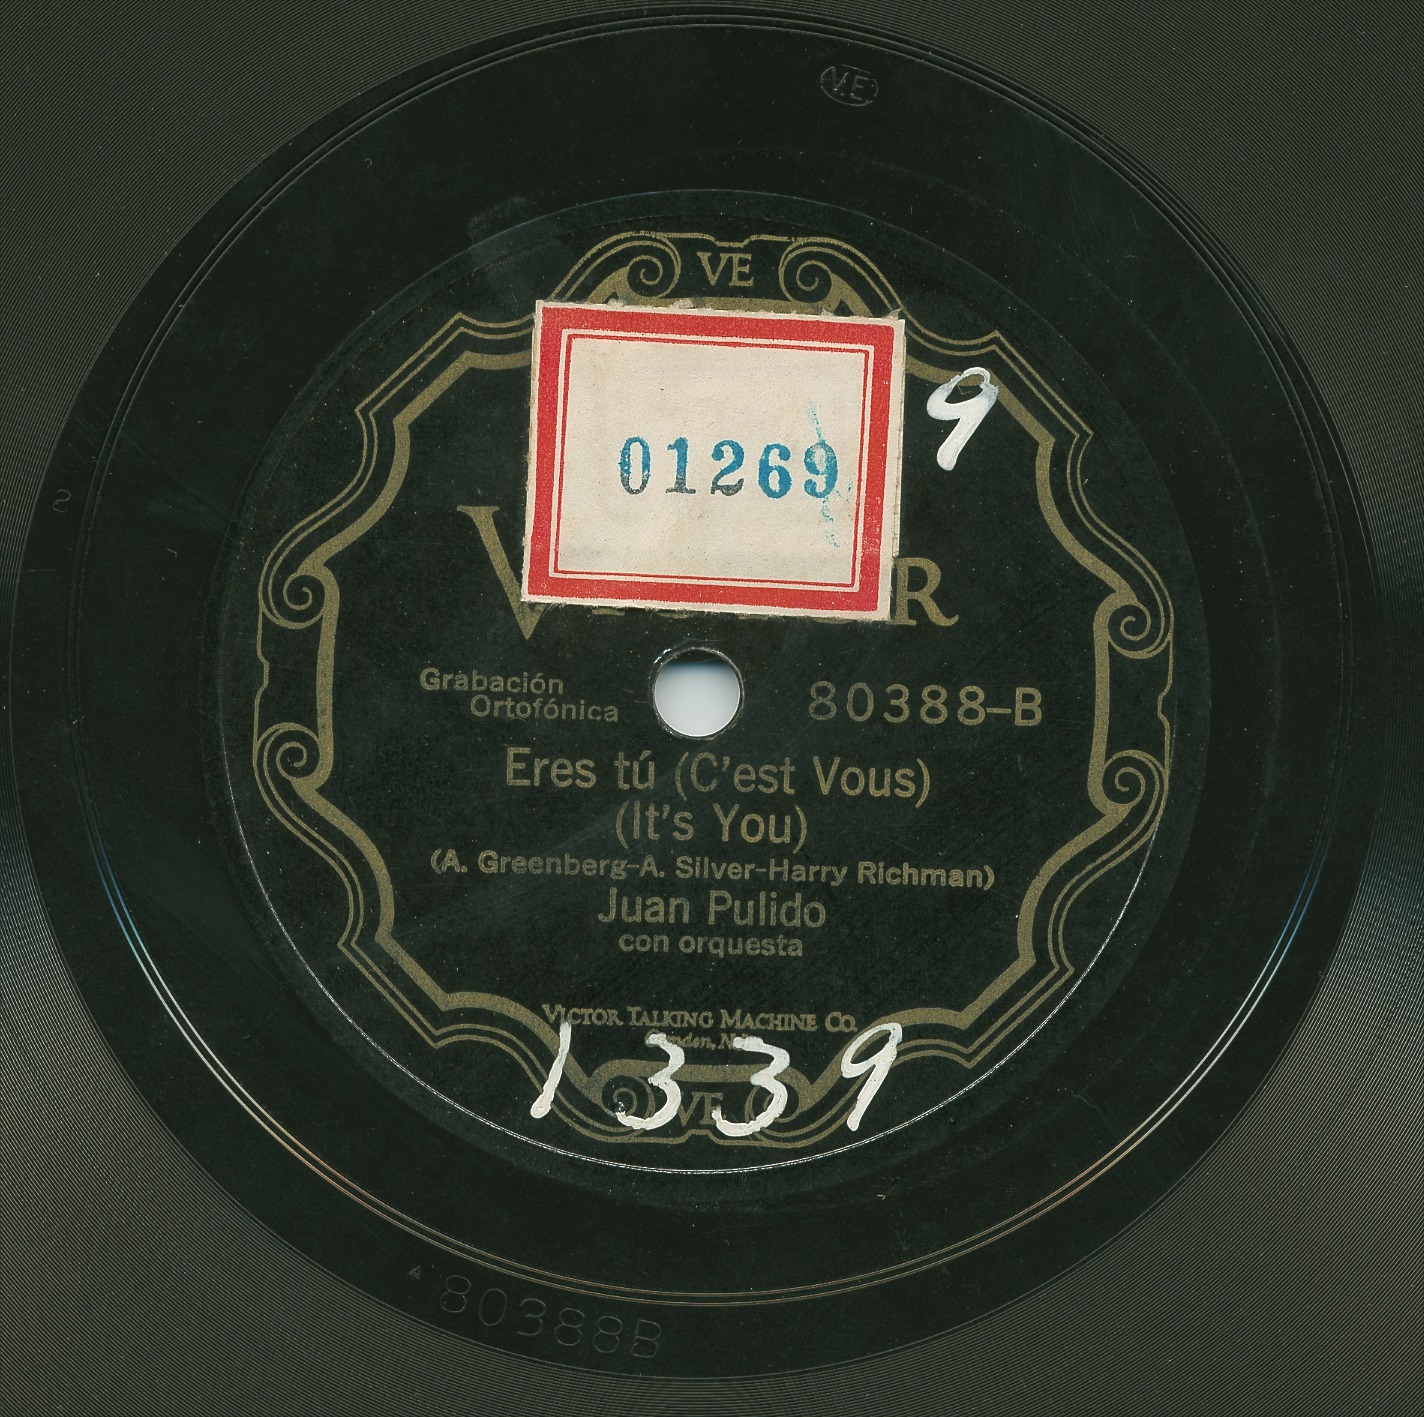 V.E.
VE
01269
9
Grabación
Ortofónica
80388-B
Eres tú (C'est Vous)
(It's You)
(A. Greenberg-A. Silver-Harry Richman)
Juan Pulido
con orquesta
VICTOR TALKING MACHINE CO.
1339
VE
2
A
80388B